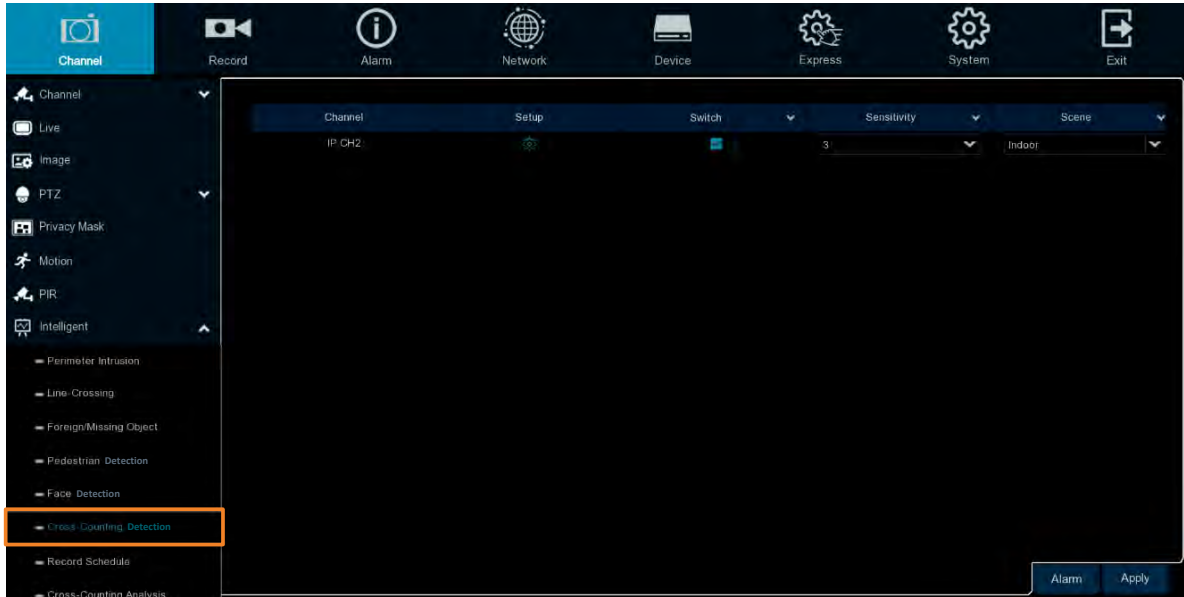 Channel Record Alarm Network Device Express System Exit
Channel
Live
Image
PTZ
Privacy Mask
Motion
PIR
Intelligent
Perimeter Intrusion
Line-Crossing
Foreign/Missing Object
Pedestrian Detection
Face Detection
Cross-Counting Detection
Record Schedule
Cross-Counting Analysis
Channel Setup Switch Sensitivity Scene
IP CH2 3 Indoor
Alarm Apply